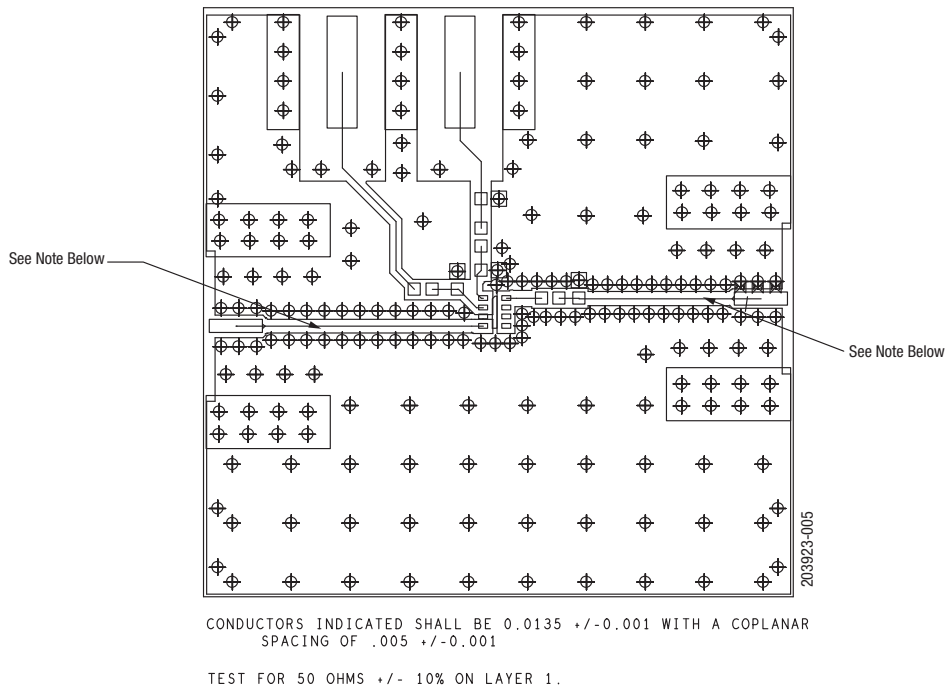 See Note Below
See Note Below
203923-005
CONDUCTORS INDICATED SHALL BE 0.0135 +/-0.001 WITH A COPLANAR
SPACING OF .005 +/-0.001
TEST FOR 50 OHMS +/- 10% ON LAYER 1.